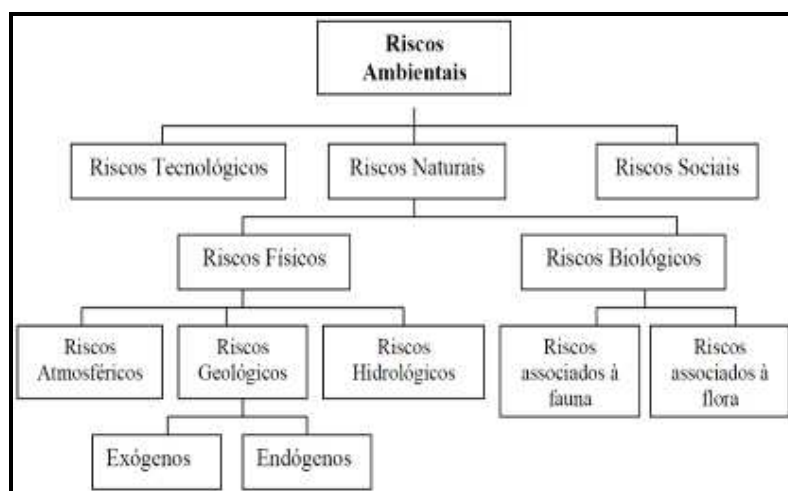 Riscos
Ambientais
Riscos Tecnológicos
Riscos Naturais
Riscos Sociais
Riscos Físicos
Riscos Biológicos
Riscos
Atmosféricos
Riscos
Geológicos
Riscos
Hidrológicos
Riscos
associados à
fauna
Riscos
associados à
flora
Exógenos
Endógenos